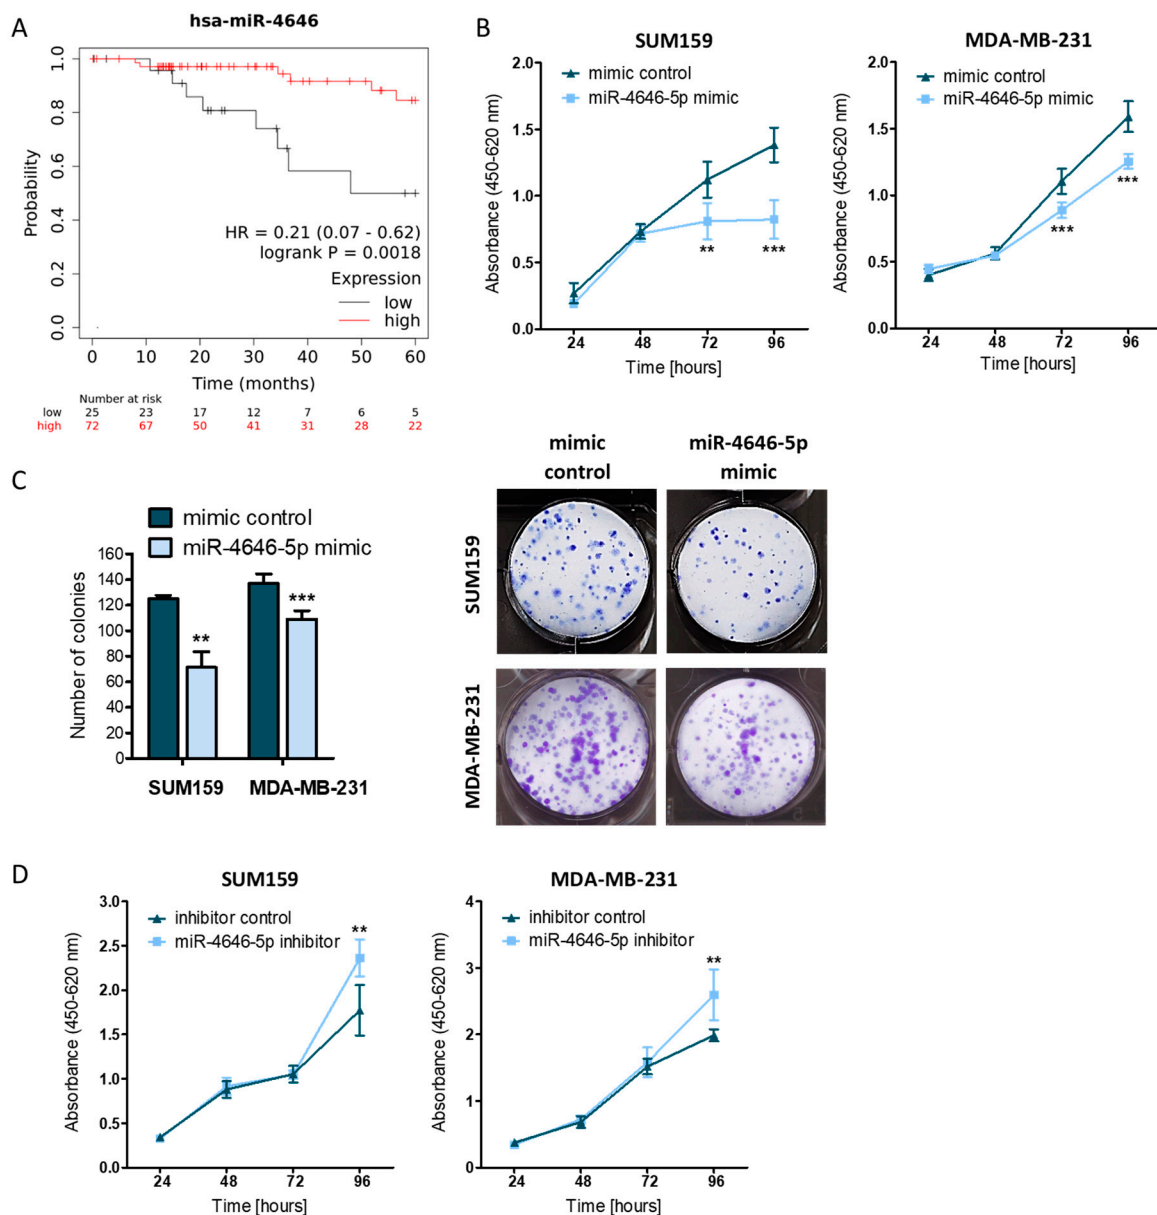 A
hsa-miR-4646
Probability
1.0
0.8
0.6
0.4
0.2
0.0
HR = 0.21 (0.07 - 0.62)
logrank P = 0.0018
Expression
low
high
0 10 20 30 40 50 60
Time (months)
Number at risk
low 25 23 17 12 7 6 5
high 72 67 50 41 31 28 22
B
SUM159
mimic control
miR-4646-5p mimic
Absorbance (450-620 nm)
2.0
1.5
1.0
0.5
0.0
** ***
24 48 72 96
Time [hours]
MDA-MB-231
mimic control
miR-4646-5p mimic
Absorbance (450-620 nm)
2.0
1.5
1.0
0.5
0.0
*** ***
24 48 72 96
Time [hours]
C
mimic control
miR-4646-5p mimic
Number of colonies
160
140
120
100
80
60
40
20
0
** ***
SUM159 MDA-MB-231
mimic
control
miR-4646-5p
mimic
SUM159
MDA-MB-231
D
SUM159
inhibitor control
miR-4646-5p inhibitor
Absorbance (450-620 nm)
3.0
2.5
2.0
1.5
1.0
0.5
0.0
**
24 48 72 96
Time [hours]
MDA-MB-231
inhibitor control
miR-4646-5p inhibitor
Absorbance (450-620 nm)
4
3
2
1
0
**
24 48 72 96
Time [hours]